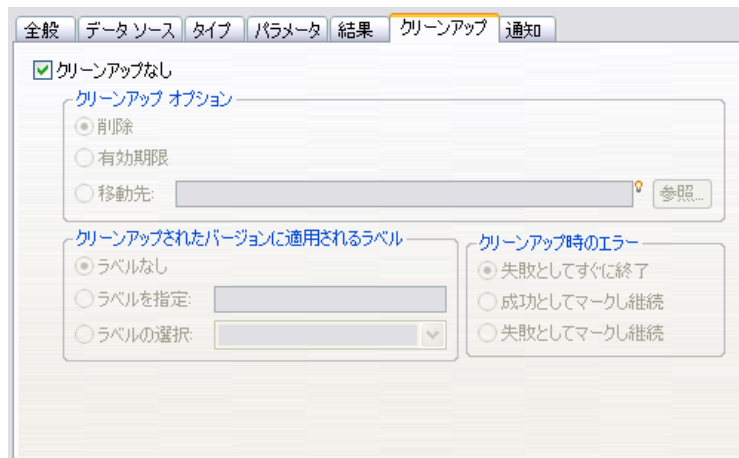 全般 データ ソース タイプ パラメータ 結果 クリーンアップ 通知
クリーンアップなし
クリーンアップ オプション
削除
有効期限
移動先:
参照...
クリーンアップされたバージョンに適用されるラベル
ラベルなし
ラベルを指定:
ラベルの選択:
クリーンアップ時のエラー
失敗としてすぐに終了
成功としてマークし継続
失敗としてマークし継続